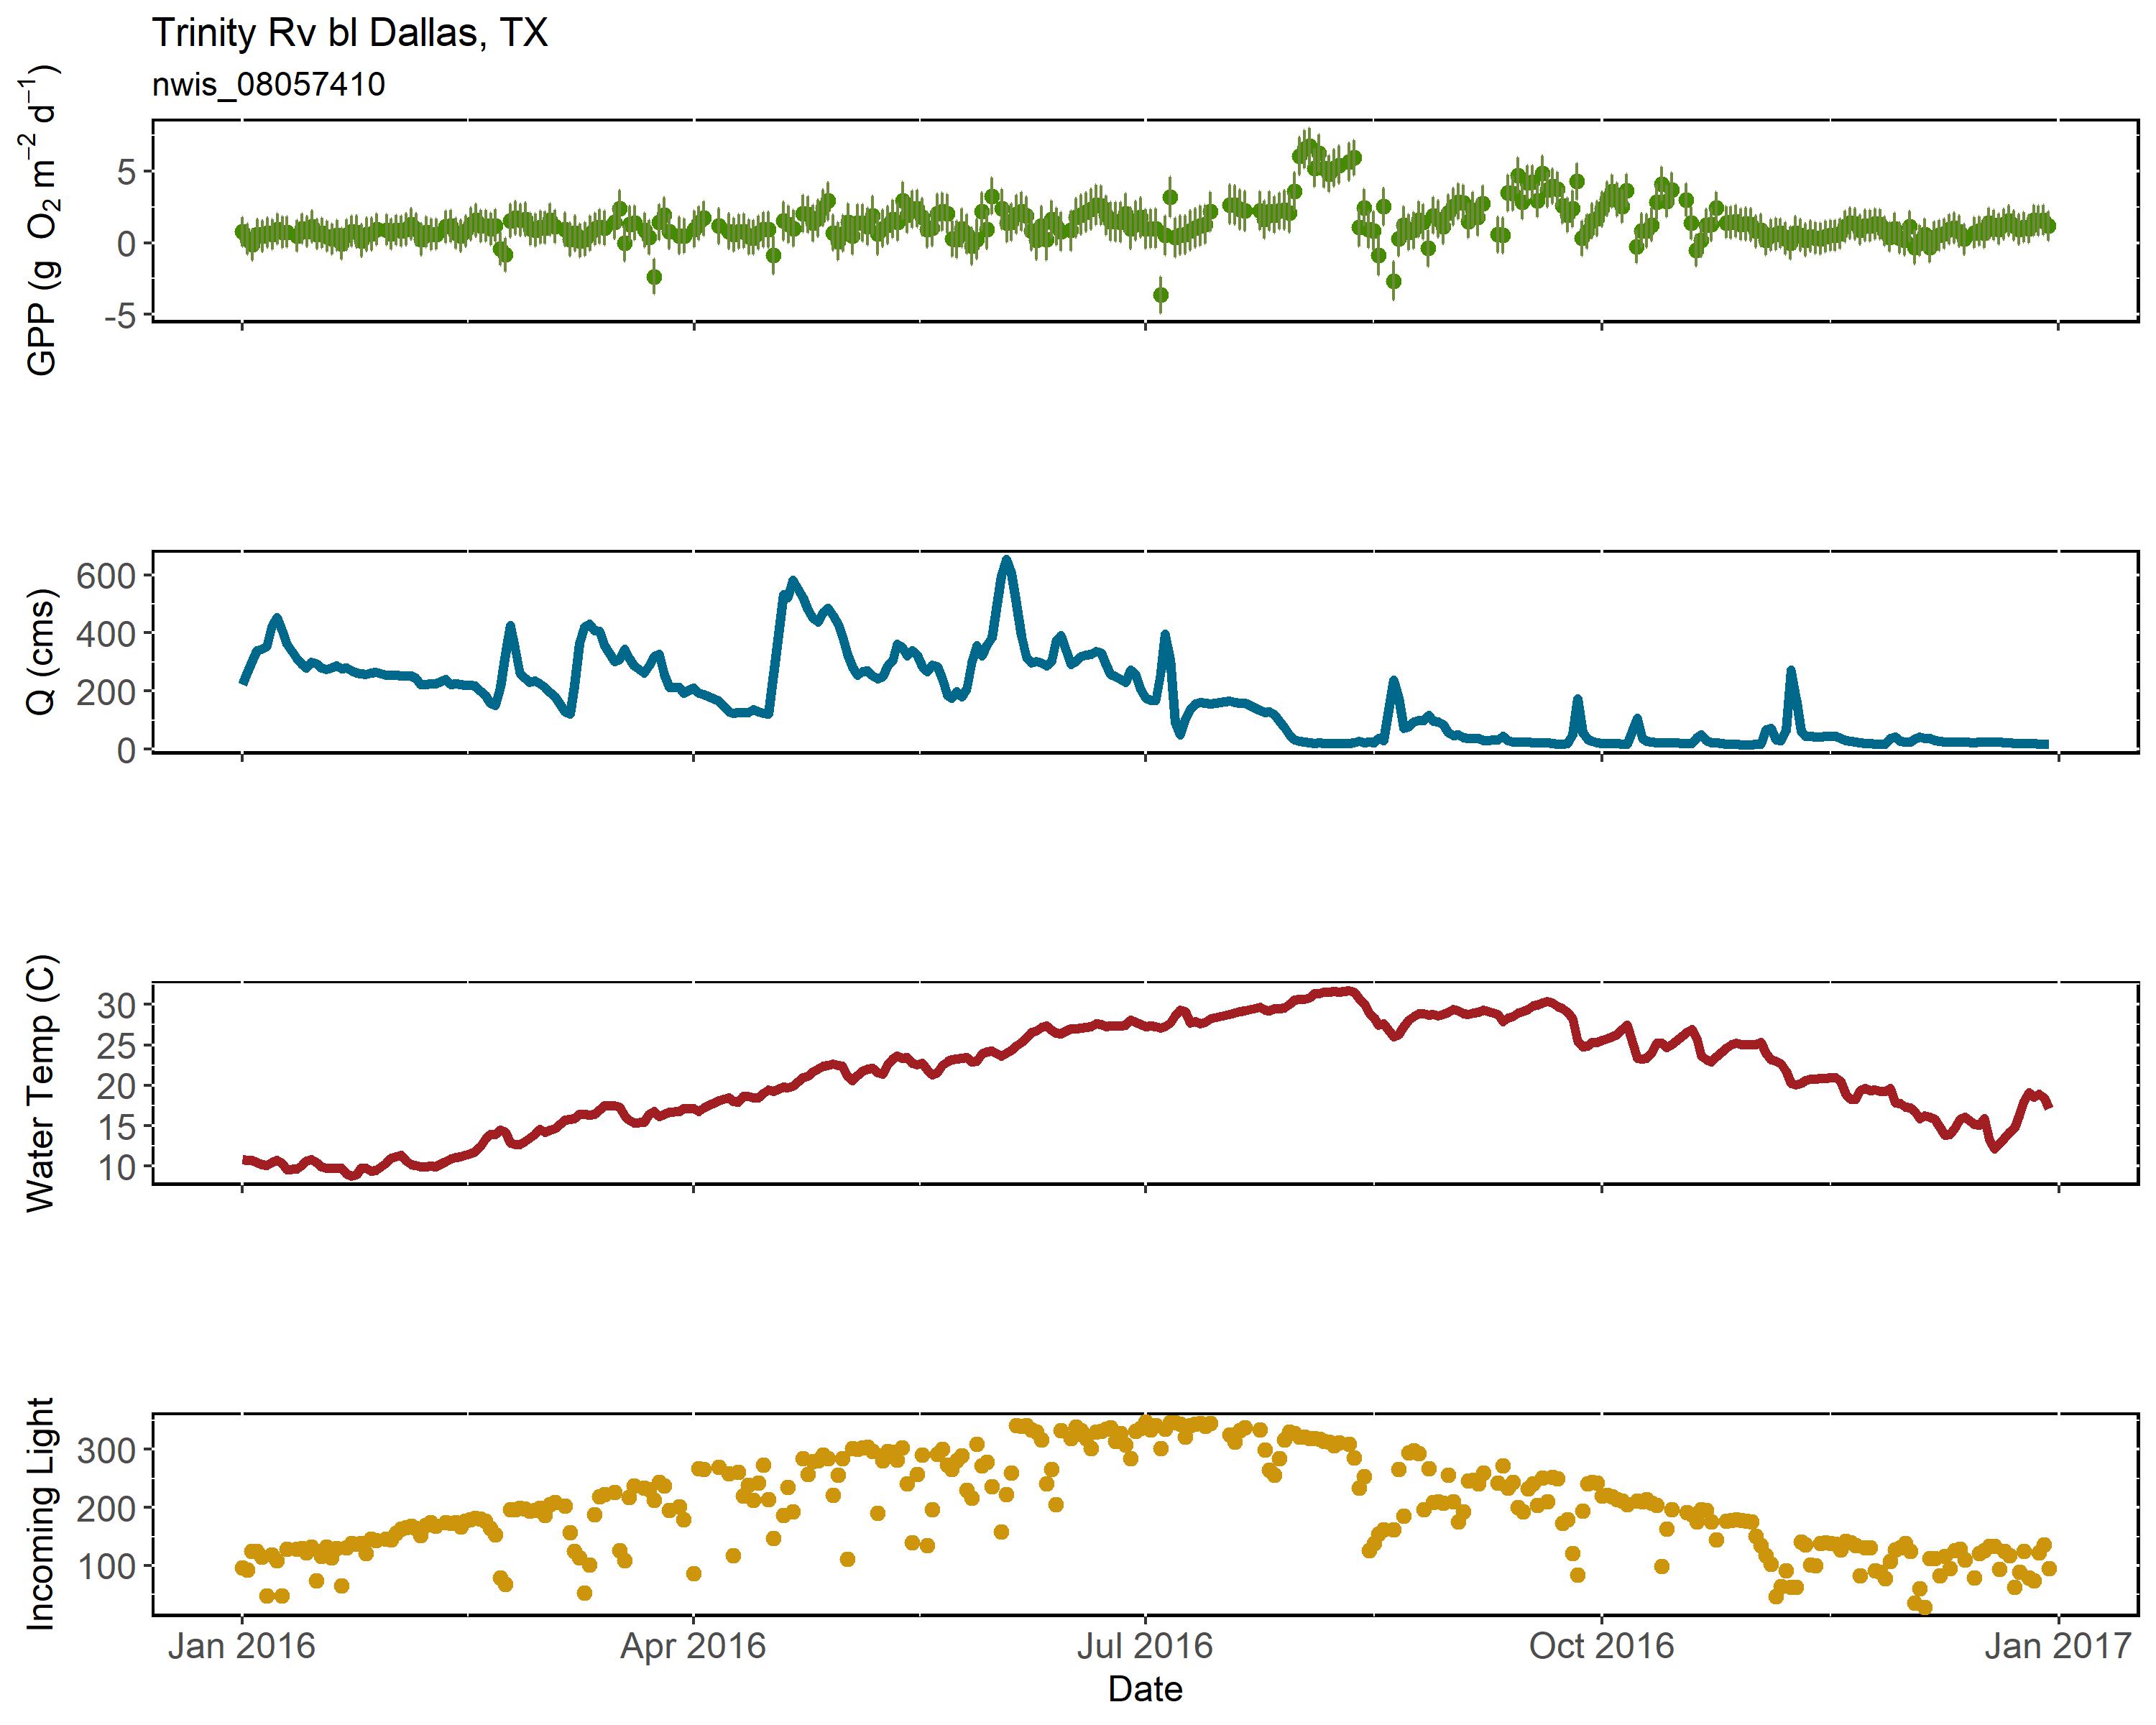 Trinity Rv bl Dallas, TX
nwis_08057410
GPP (g O₂ m⁻² d⁻¹)
5
0
-5
Q (cms)
600
400
200
0
Water Temp (C)
30
25
20
15
10
Incoming Light
300
200
100
Jan 2016 Apr 2016 Jul 2016 Oct 2016 Jan 2017
Date